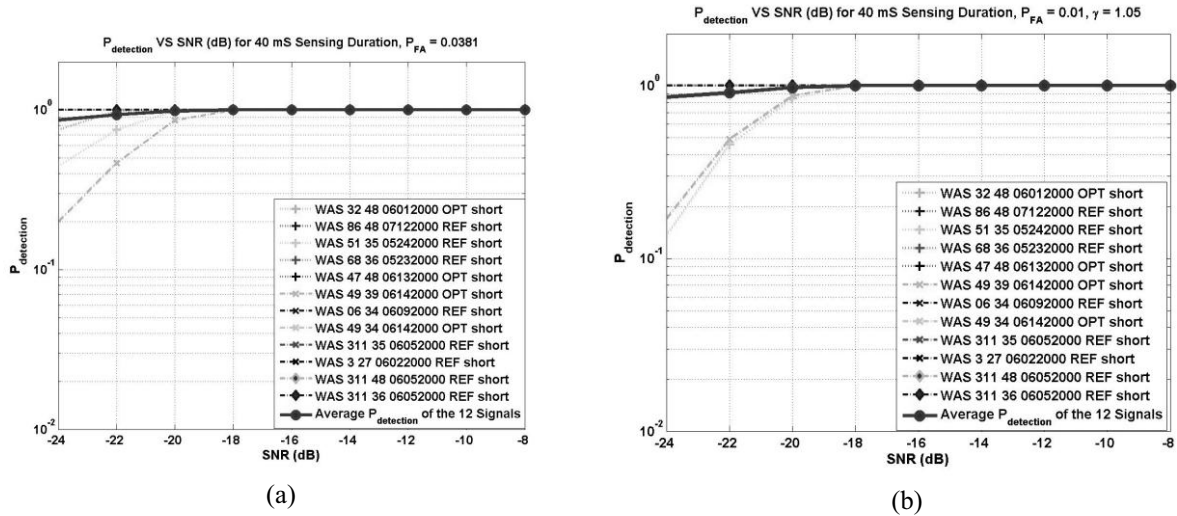 P_detection VS SNR (dB) for 40 mS Sensing Duration, P_FA = 0.0381
10^0
10^-1
10^-2
P_detection
-24 -22 -20 -18 -16 -14 -12 -10 -8
SNR (dB)
WAS 32 48 06012000 OPT short
WAS 86 48 07122000 REF short
WAS 51 35 05242000 REF short
WAS 68 36 05232000 REF short
WAS 47 48 06132000 OPT short
WAS 49 39 06142000 OPT short
WAS 06 34 06092000 REF short
WAS 49 34 06142000 OPT short
WAS 311 35 06052000 REF short
WAS 3 27 06022000 REF short
WAS 311 48 06052000 REF short
WAS 311 36 06052000 REF short
Average P_detection of the 12 Signals
(a)
P_detection VS SNR (dB) for 40 mS Sensing Duration, P_FA = 0.01, γ = 1.05
10^0
10^-1
10^-2
P_detection
-24 -22 -20 -18 -16 -14 -12 -10 -8
SNR (dB)
WAS 32 48 06012000 OPT short
WAS 86 48 07122000 REF short
WAS 51 35 05242000 REF short
WAS 68 36 05232000 REF short
WAS 47 48 06132000 OPT short
WAS 49 39 06142000 OPT short
WAS 06 34 06092000 REF short
WAS 49 34 06142000 OPT short
WAS 311 35 06052000 REF short
WAS 3 27 06022000 REF short
WAS 311 48 06052000 REF short
WAS 311 36 06052000 REF short
Average P_detection of the 12 Signals
(b)